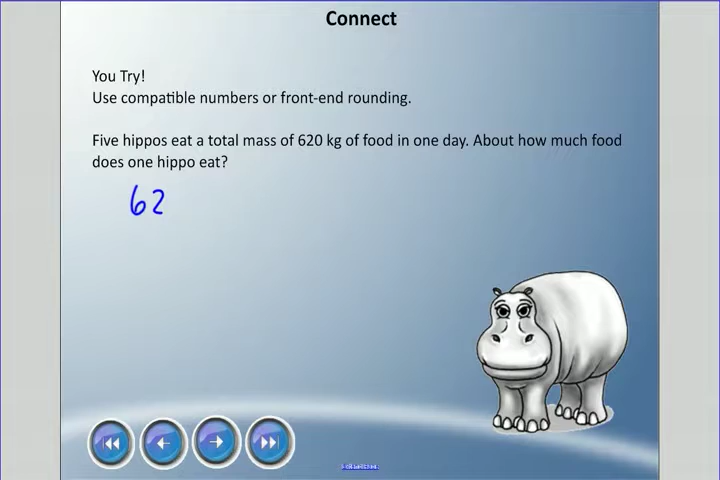 Connect
You Try!
Use compatible numbers or front-end rounding.
Five hippos eat a total mass of 620 kg of food in one day. About how much food
does one hippo eat?
62